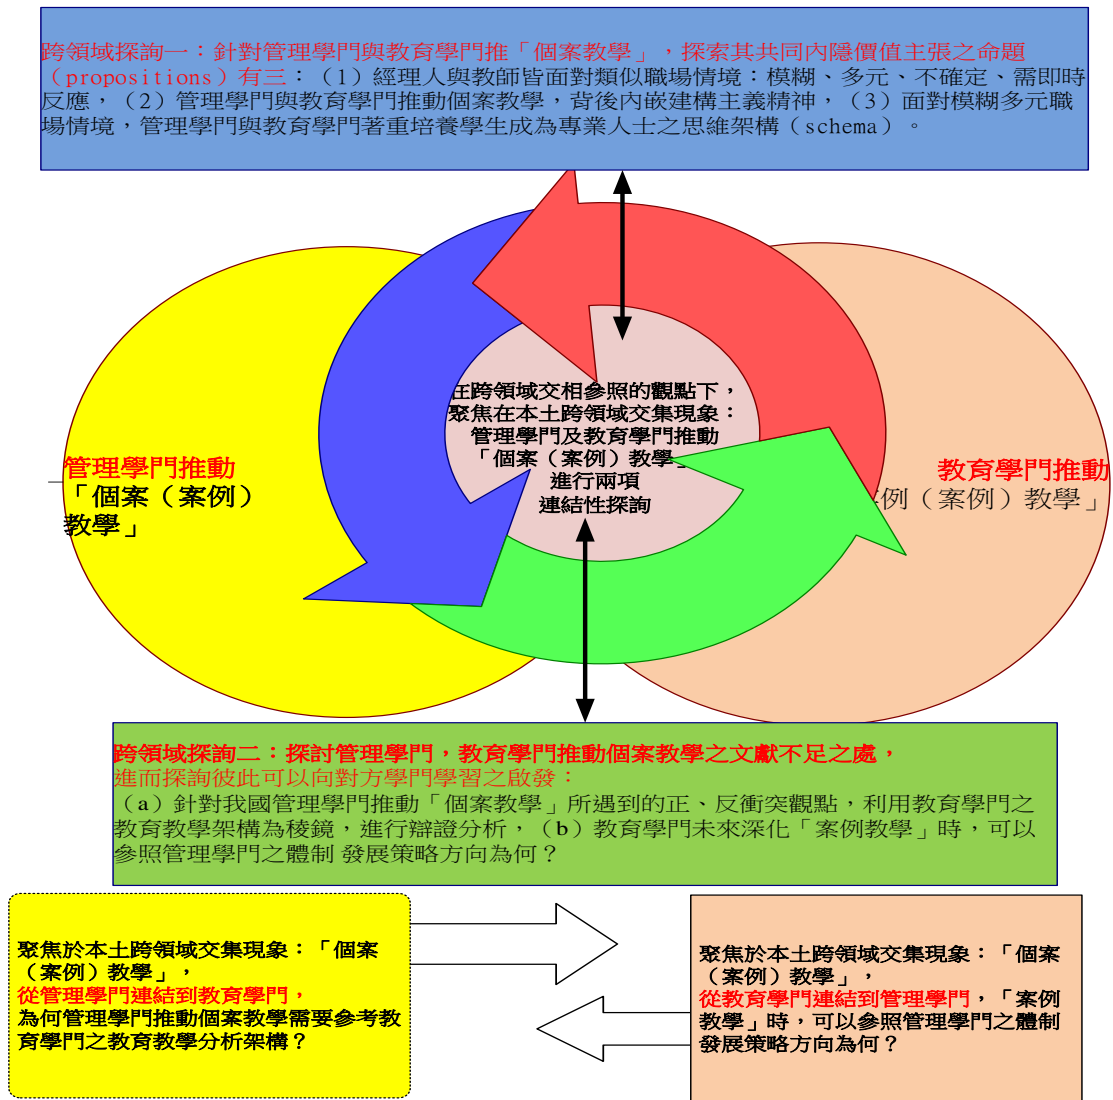 跨領域探詢一：針對管理學門與教育學門推「個案教學」，探索其共同內隱價值主張之命題
（propositions）有三：（1）經理人與教師皆面對類似職場情境：模糊、多元、不確定、需即時
反應，（2）管理學門與教育學門推動個案教學，背後內嵌建構主義精神，（3）面對模糊多元職
場情境，管理學門與教育學門著重培養學生成為專業人士之思維架構（schema）。
在跨領域交相參照的觀點下，
聚焦在本土跨領域交集現象：
管理學門及教育學門推動
「個案（案例）教學」
進行兩項
連結性探詢
管理學門推動
「個案（案例）
教學」
教育學門推動
例（案例）教學」
跨領域探詢二：探討管理學門，教育學門推動個案教學之文獻不足之處，
進而探詢彼此可以向對方學門學習之啟發：
（a）針對我國管理學門推動「個案教學」所遇到的正、反衝突觀點，利用教育學門之
教育教學架構為稜鏡，進行辯證分析，（b）教育學門未來深化「案例教學」時，可以
參照管理學門之體制 發展策略方向為何？
聚焦於本土跨領域交集現象：「個案
（案例）教學」，
從管理學門連結到教育學門，
為何管理學門推動個案教學需要參考教
育學門之教育教學分析架構？
聚焦於本土跨領域交集現象：「個案
（案例）教學」，
從教育學門連結到管理學門，「案例
教學」時，可以參照管理學門之體制
發展策略方向為何？